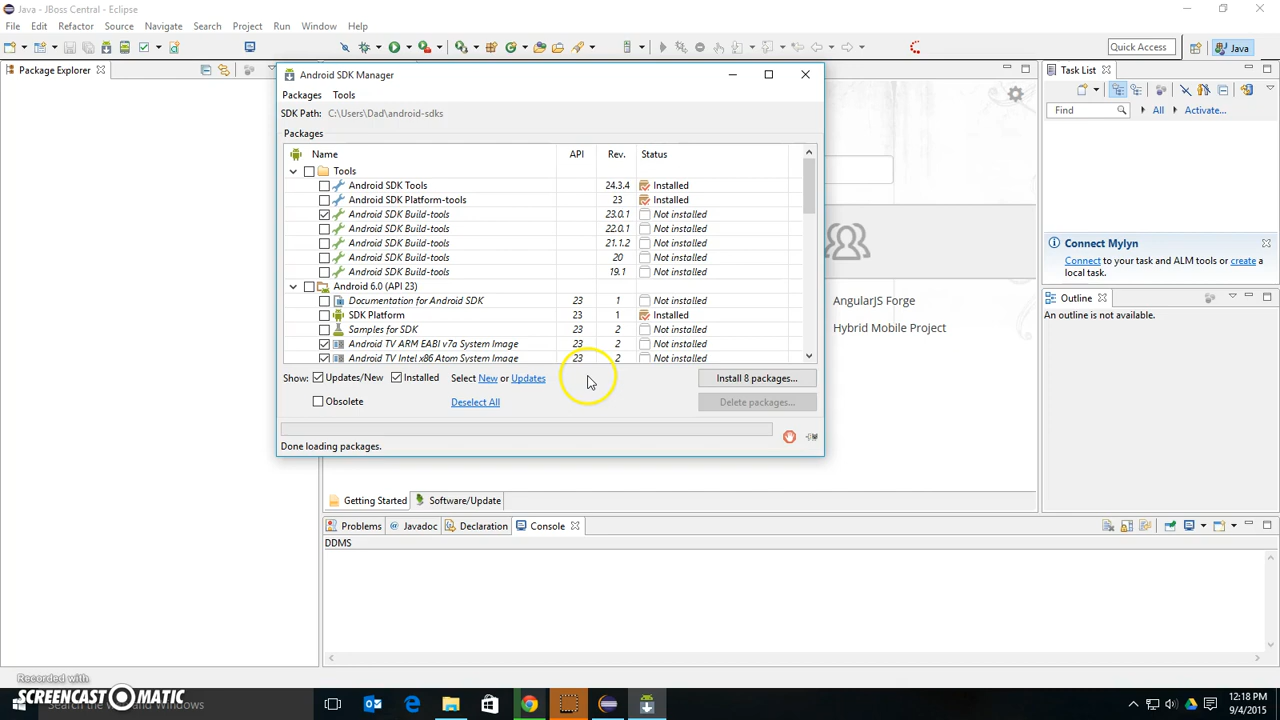 Java - JBoss Central - Eclipse
File Edit Refactor Source Navigate Search Project Run Window Help
Quick Access Java
Package Explorer
Android SDK Manager
Packages Tools
SDK Path: C:\Users\Dad\android-sdks
Packages
Name API Rev. Status
Tools
Android SDK Tools 24.3.4 Installed
Android SDK Platform-tools 23 Installed
Android SDK Build-tools 23.0.1 Not installed
Android SDK Build-tools 22.0.1 Not installed
Android SDK Build-tools 21.1.2 Not installed
Android SDK Build-tools 20 Not installed
Android SDK Build-tools 19.1 Not installed
Android 6.0 (API 23)
Documentation for Android SDK 23 1 Not installed
SDK Platform 23 1 Installed
Samples for SDK 23 2 Not installed
Android TV ARM EABI v7a System Image 23 2 Not installed
Android TV Intel x86 Atom System Image 23 2 Not installed
Show: Updates/New Installed Select New or Updates Install 8 packages...
Obsolete Deselect All Delete packages...
Done loading packages.
AngularJS Forge
Hybrid Mobile Project
Getting Started Software/Update
Task List
Find All Activate...
Connect Mylyn
Connect to your task and ALM tools or create a local task.
Outline
An outline is not available.
Problems Javadoc Declaration Console
DDMS
Recorded with
SCREENCAST-O-MATIC
Search the web and Windows
12:18 PM
9/4/2015